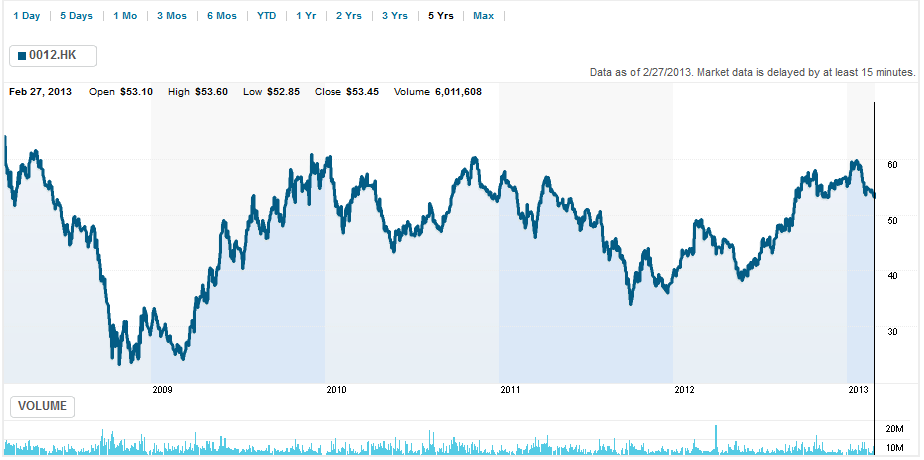 1 Day | 5 Days | 1 Mo | 3 Mos | 6 Mos | YTD | 1 Yr | 2 Yrs | 3 Yrs | 5 Yrs | Max |
0012.HK
Data as of 2/27/2013. Market data is delayed by at least 15 minutes.
Feb 27, 2013 Open $53.10 High $53.60 Low $52.85 Close $53.45 Volume 6,011,608
60
50
40
30
2009 2010 2011 2012 2013
VOLUME
20M
10M